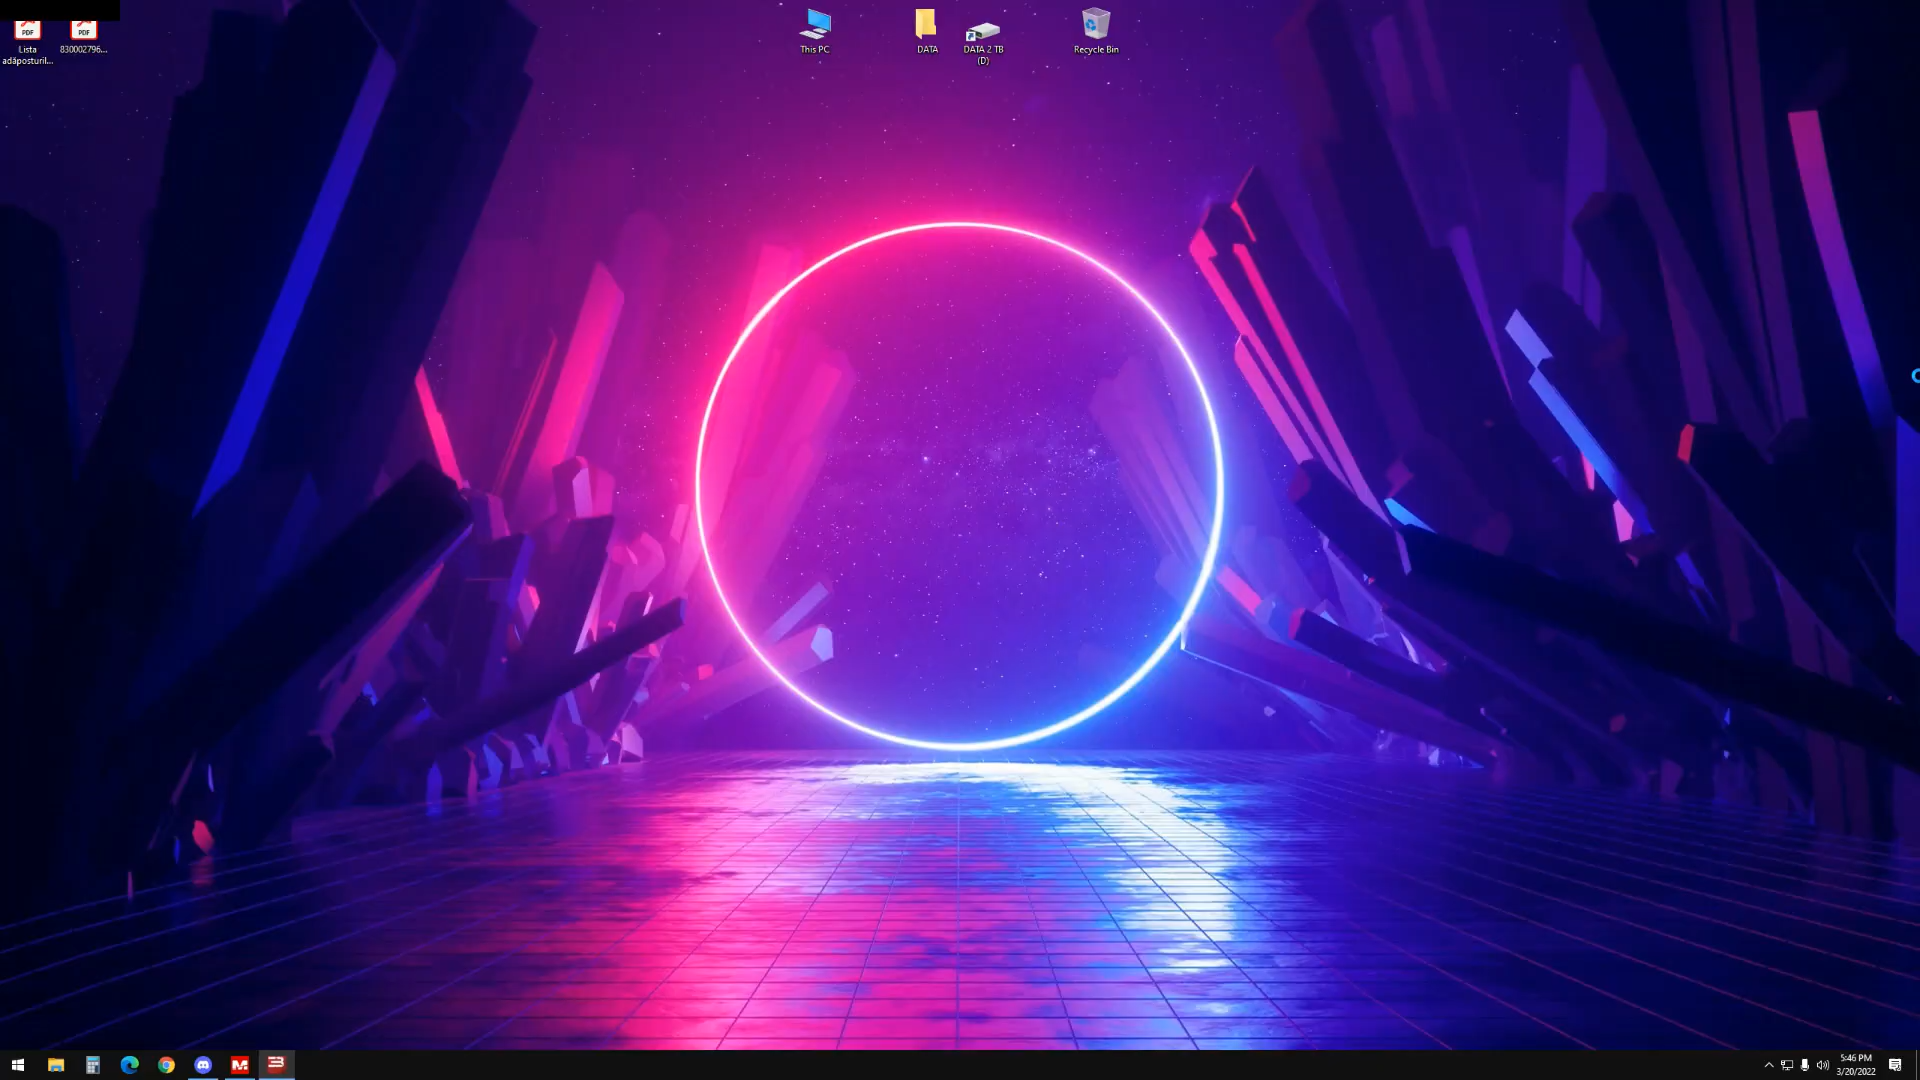 PDF
PDF
Lista
adăposturil...
830002796...
This PC
DATA
DATA 2 TB
(D)
Recycle Bin
5:46 PM
3/20/2022